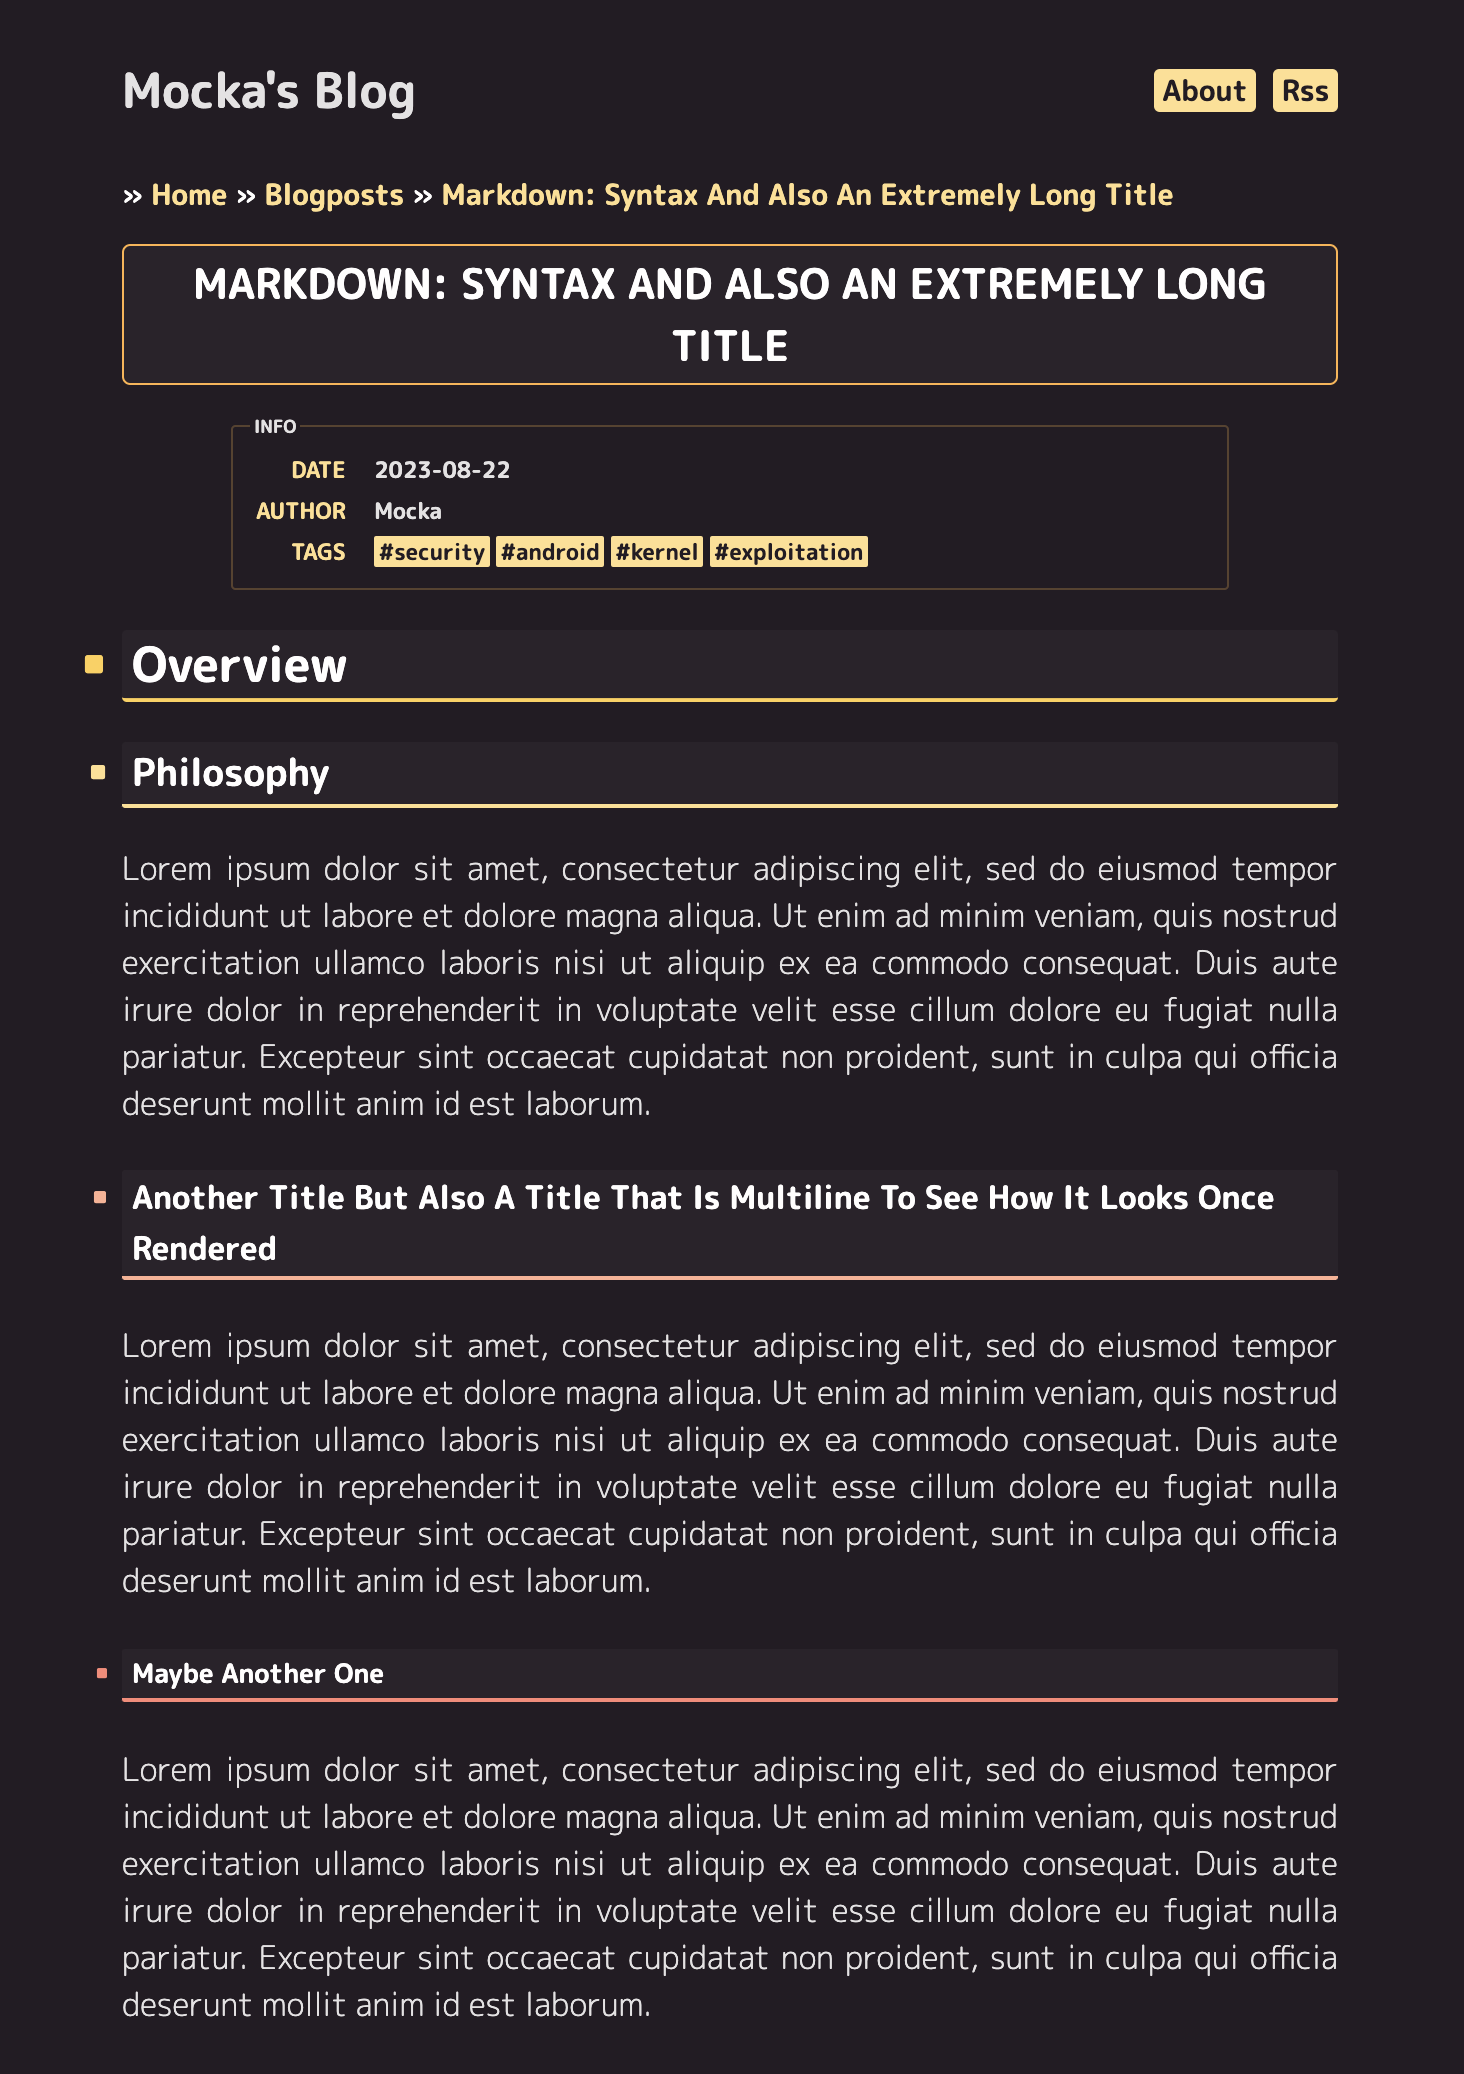 Mocka's Blog
About Rss
» Home » Blogposts » Markdown: Syntax And Also An Extremely Long Title
MARKDOWN: SYNTAX AND ALSO AN EXTREMELY LONG
TITLE
INFO
DATE 2023-08-22
AUTHOR Mocka
TAGS #security #android #kernel #exploitation
Overview
Philosophy
Lorem ipsum dolor sit amet, consectetur adipiscing elit, sed do eiusmod tempor
incididunt ut labore et dolore magna aliqua. Ut enim ad minim veniam, quis nostrud
exercitation ullamco laboris nisi ut aliquip ex ea commodo consequat. Duis aute
irure dolor in reprehenderit in voluptate velit esse cillum dolore eu fugiat nulla
pariatur. Excepteur sint occaecat cupidatat non proident, sunt in culpa qui officia
deserunt mollit anim id est laborum.
Another Title But Also A Title That Is Multiline To See How It Looks Once
Rendered
Lorem ipsum dolor sit amet, consectetur adipiscing elit, sed do eiusmod tempor
incididunt ut labore et dolore magna aliqua. Ut enim ad minim veniam, quis nostrud
exercitation ullamco laboris nisi ut aliquip ex ea commodo consequat. Duis aute
irure dolor in reprehenderit in voluptate velit esse cillum dolore eu fugiat nulla
pariatur. Excepteur sint occaecat cupidatat non proident, sunt in culpa qui officia
deserunt mollit anim id est laborum.
Maybe Another One
Lorem ipsum dolor sit amet, consectetur adipiscing elit, sed do eiusmod tempor
incididunt ut labore et dolore magna aliqua. Ut enim ad minim veniam, quis nostrud
exercitation ullamco laboris nisi ut aliquip ex ea commodo consequat. Duis aute
irure dolor in reprehenderit in voluptate velit esse cillum dolore eu fugiat nulla
pariatur. Excepteur sint occaecat cupidatat non proident, sunt in culpa qui officia
deserunt mollit anim id est laborum.